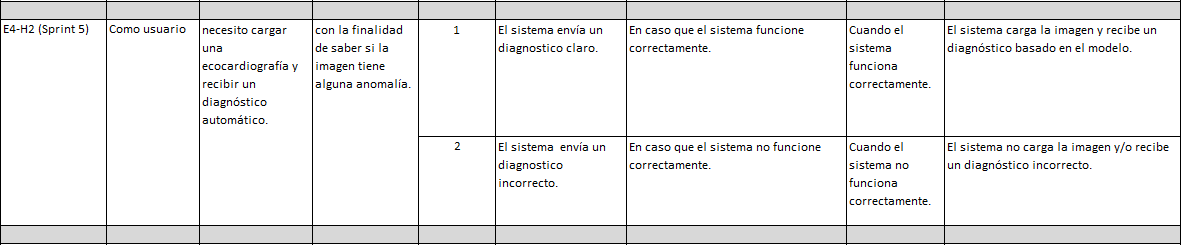 E4-H2 (Sprint 5)
Como usuario
necesito cargar
una
ecocardiografía y
recibir un
diagnóstico
automático.
con la finalidad
de saber si la
imagen tiene
alguna anomalía.
1
El sistema envía un
diagnostico claro.
En caso que el sistema funcione
correctamente.
Cuando el
sistema
funciona
correctamente.
El sistema carga la imagen y recibe un
diagnóstico basado en el modelo.
2
El sistema  envía un
diagnostico
incorrecto.
En caso que el sistema no funcione
correctamente.
Cuando el
sistema no
funciona
correctamente.
El sistema no carga la imagen y/o recibe
un diagnóstico incorrecto.